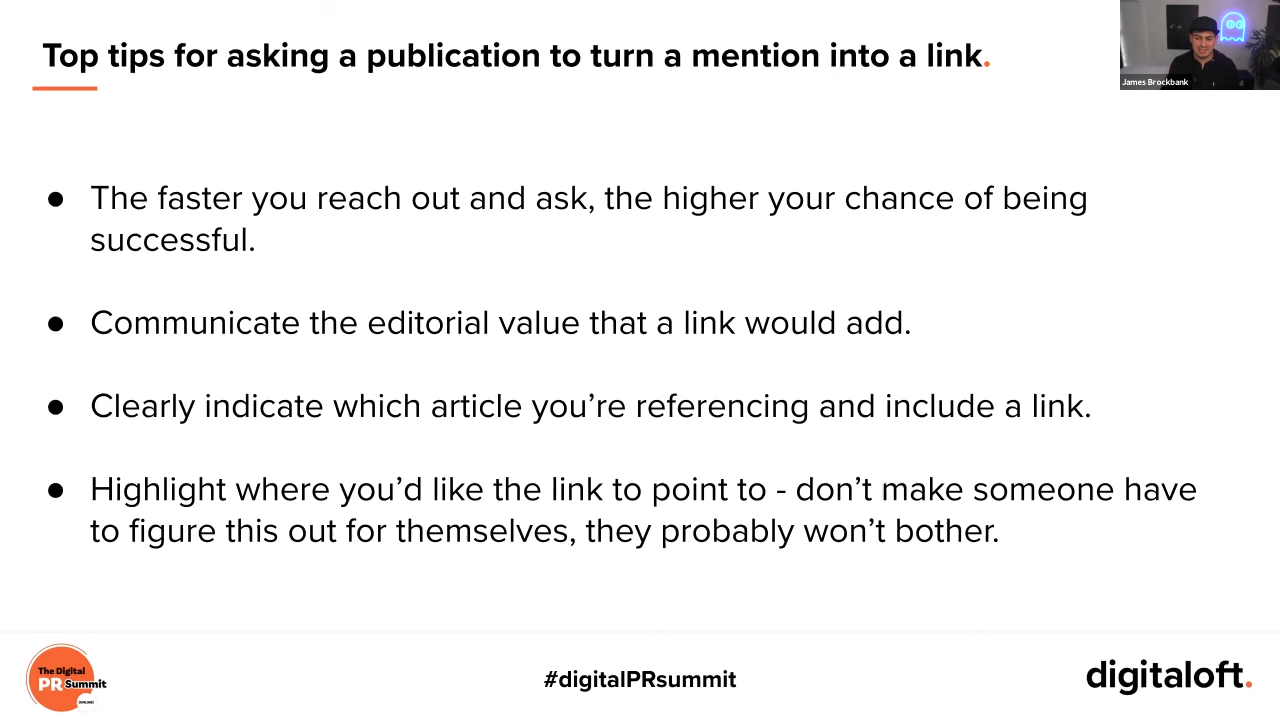 Top tips for asking a publication to turn a mention into a link.
James Brockbank
● The faster you reach out and ask, the higher your chance of being
successful.
● Communicate the editorial value that a link would add.
● Clearly indicate which article you’re referencing and include a link.
● Highlight where you’d like the link to point to - don’t make someone have
to figure this out for themselves, they probably won’t bother.
The Digital
PR Summit
(ONLINE)
#digitalPRsummit
digitaloft.